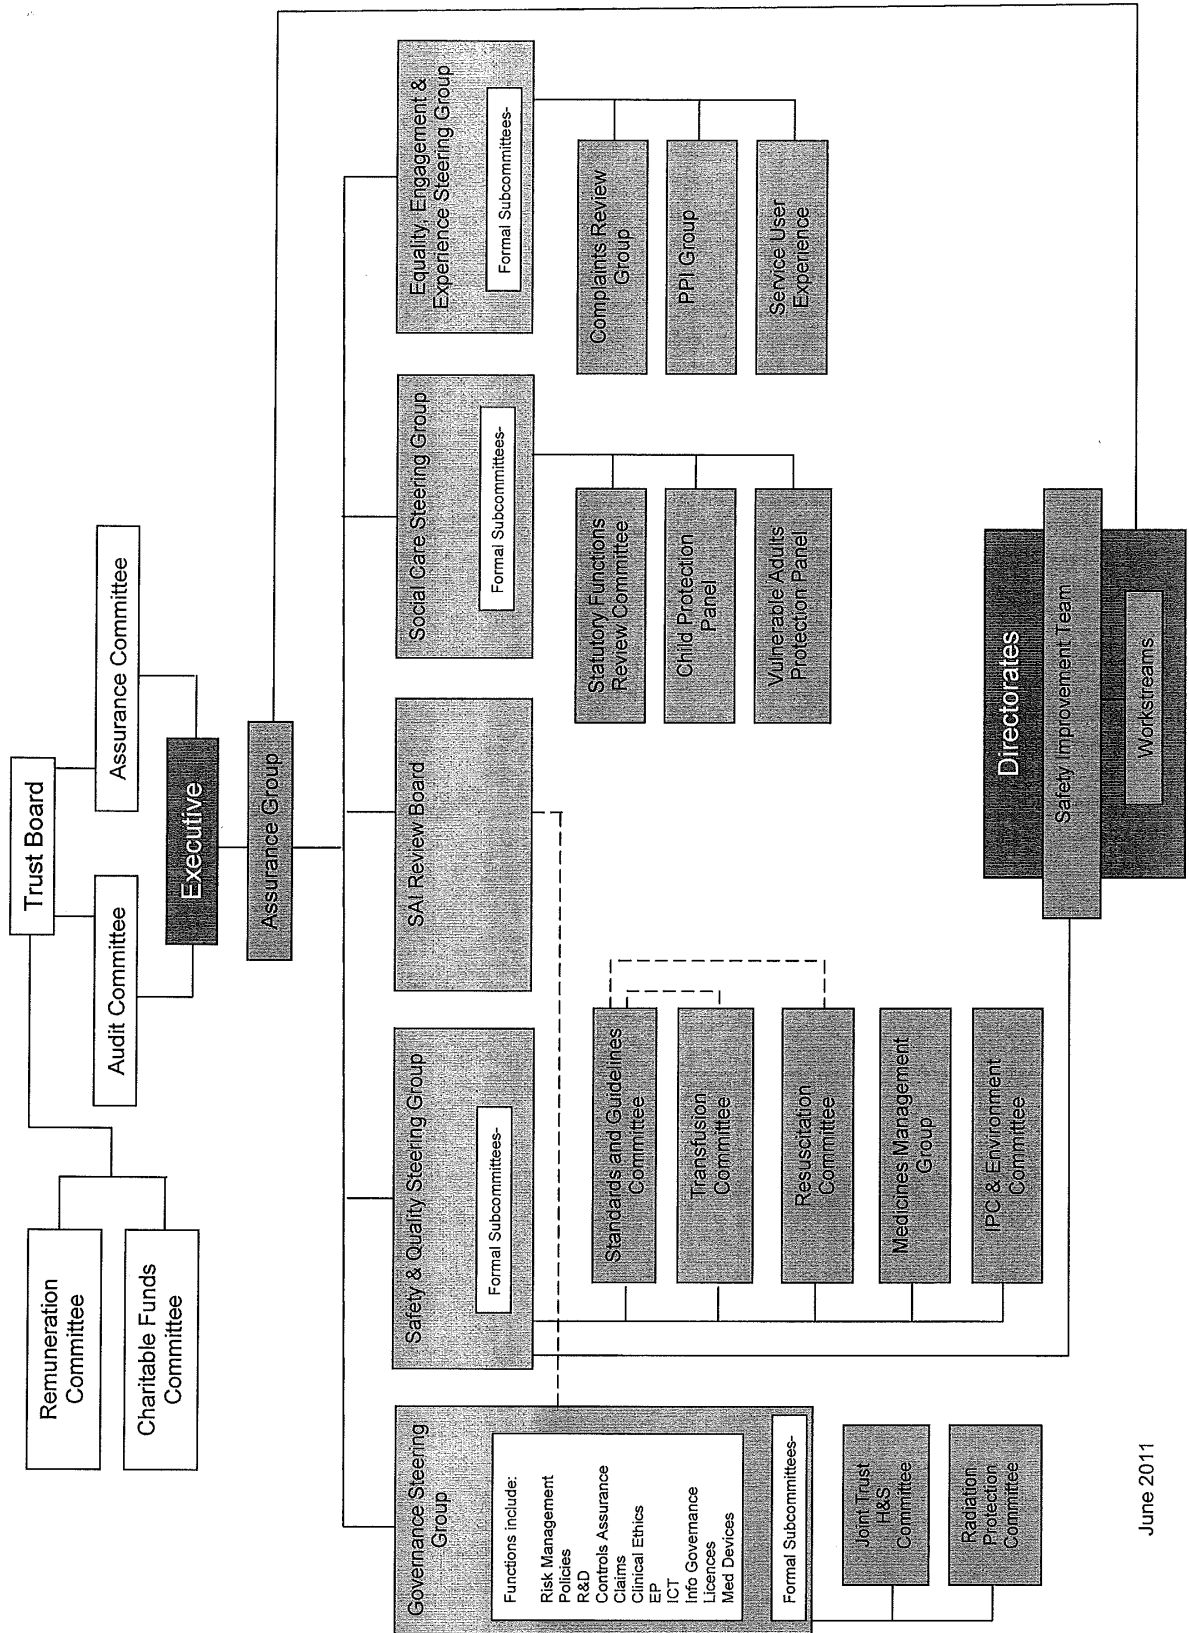 Trust Board
Audit Committee
Assurance Committee
Remuneration
Committee
Charitable Funds
Committee
Executive
Assurance Group
Governance Steering
Group
Functions include:
Risk Management
Policies
R&D
Controls Assurance
Claims
Clinical Ethics
EP
ICT
Info Governance
Licences
Med Devices
Formal Subcommittees-
Joint Trust
H&S
Committee
Radiation
Protection
Committee
Safety & Quality Steering Group
Formal Subcommittees-
Standards and Guidelines
Committee
Transfusion
Committee
Resuscitation
Committee
Medicines Management
Group
IPC & Environment
Committee
SAI Review Board
Social Care Steering Group
Formal Subcommittees-
Statutory Functions
Review Committee
Child Protection
Panel
Vulnerable Adults
Protection Panel
Equality, Engagement &
Experience Steering Group
Formal Subcommittees-
Complaints Review
Group
PPI Group
Service User
Experience
Directorates
Safety Improvement Team
Workstreams
June 2011